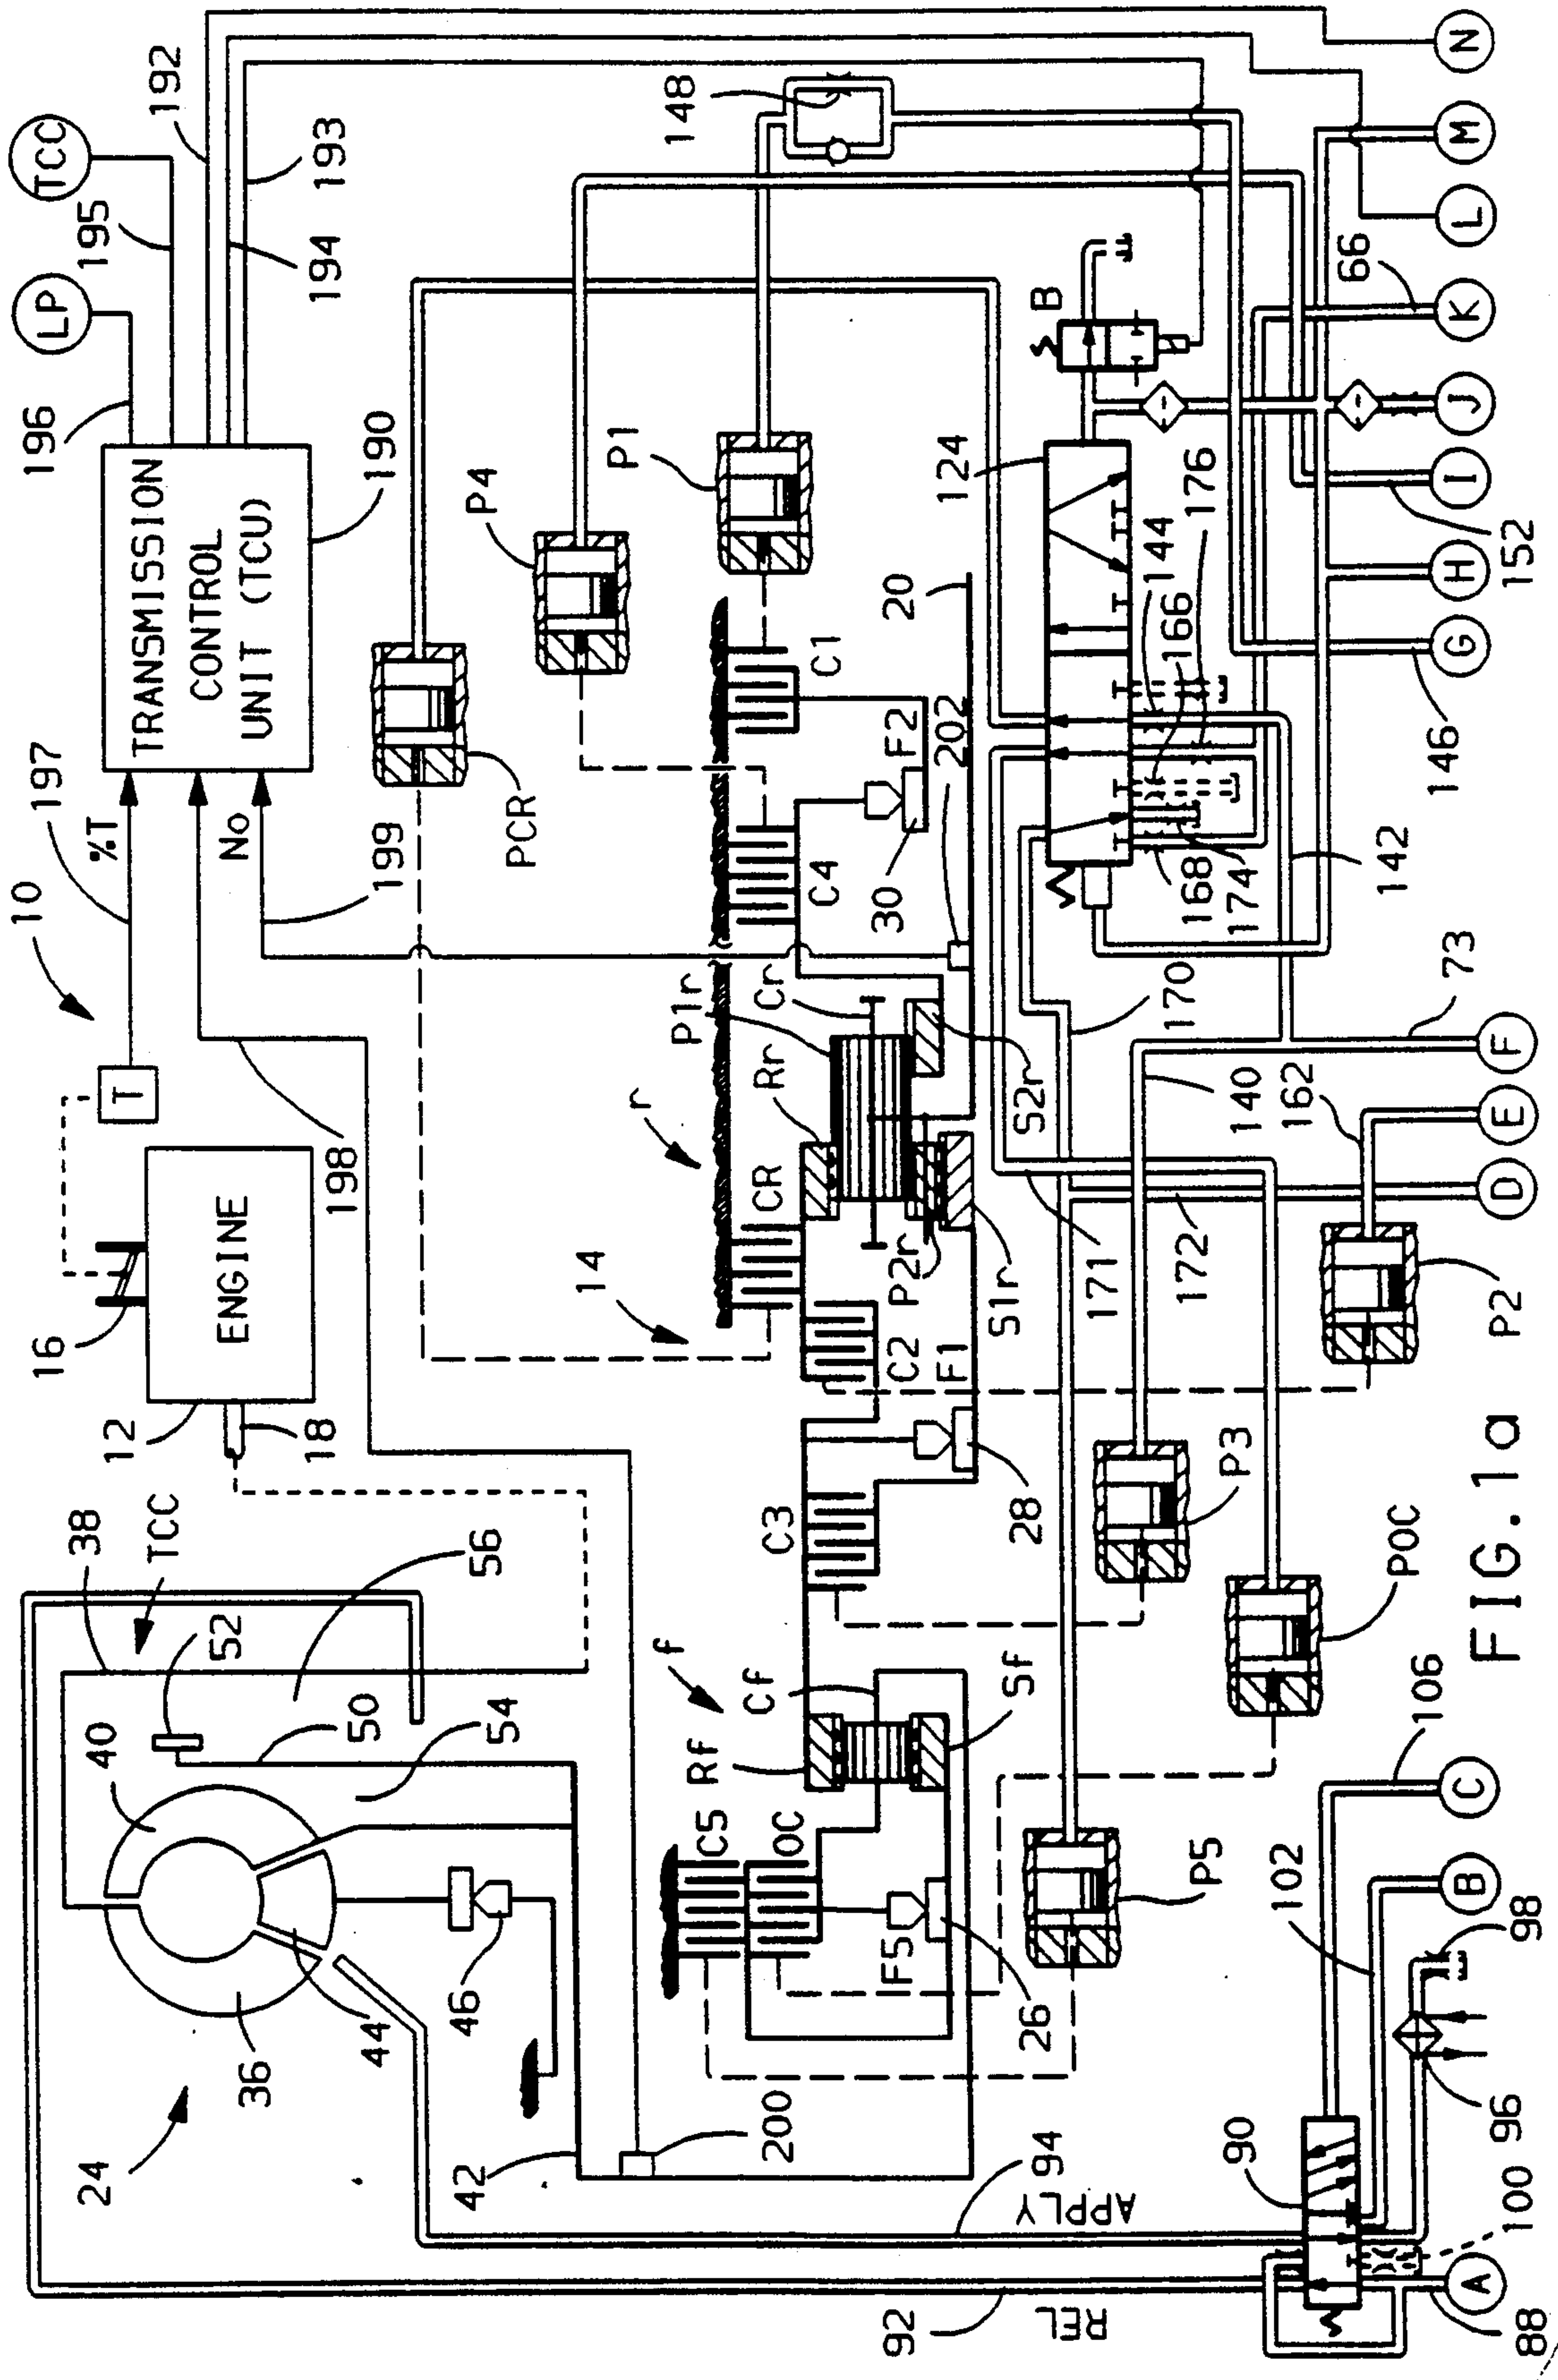 24
36
40
44
46
42
38
TCC
52
50
54
56
12
16
18
ENGINE
T
10
197
%T
198
No
199
TRANSMISSION
CONTROL
UNIT (TCU)
190
196
LP
195
TCC
192
194
193
200
C5
OC
F5
26
Rf
Cf
Sf
f
C3
28
F1
C2
14
CR
r
Rr
P1r
Cr
P2r
S1r
S2r
C4
30
F2
C1
202
20
PCR
P4
P1
148
B
124
144
166
176
168
174
170
171
172
140
142
162
73
P5
POC
P3
P2
92
REL
94
APPLY
90
88
100
96
98
102
106
146
152
66
A
B
C
D
E
F
G
H
I
J
K
L
M
N
FIG. 1a